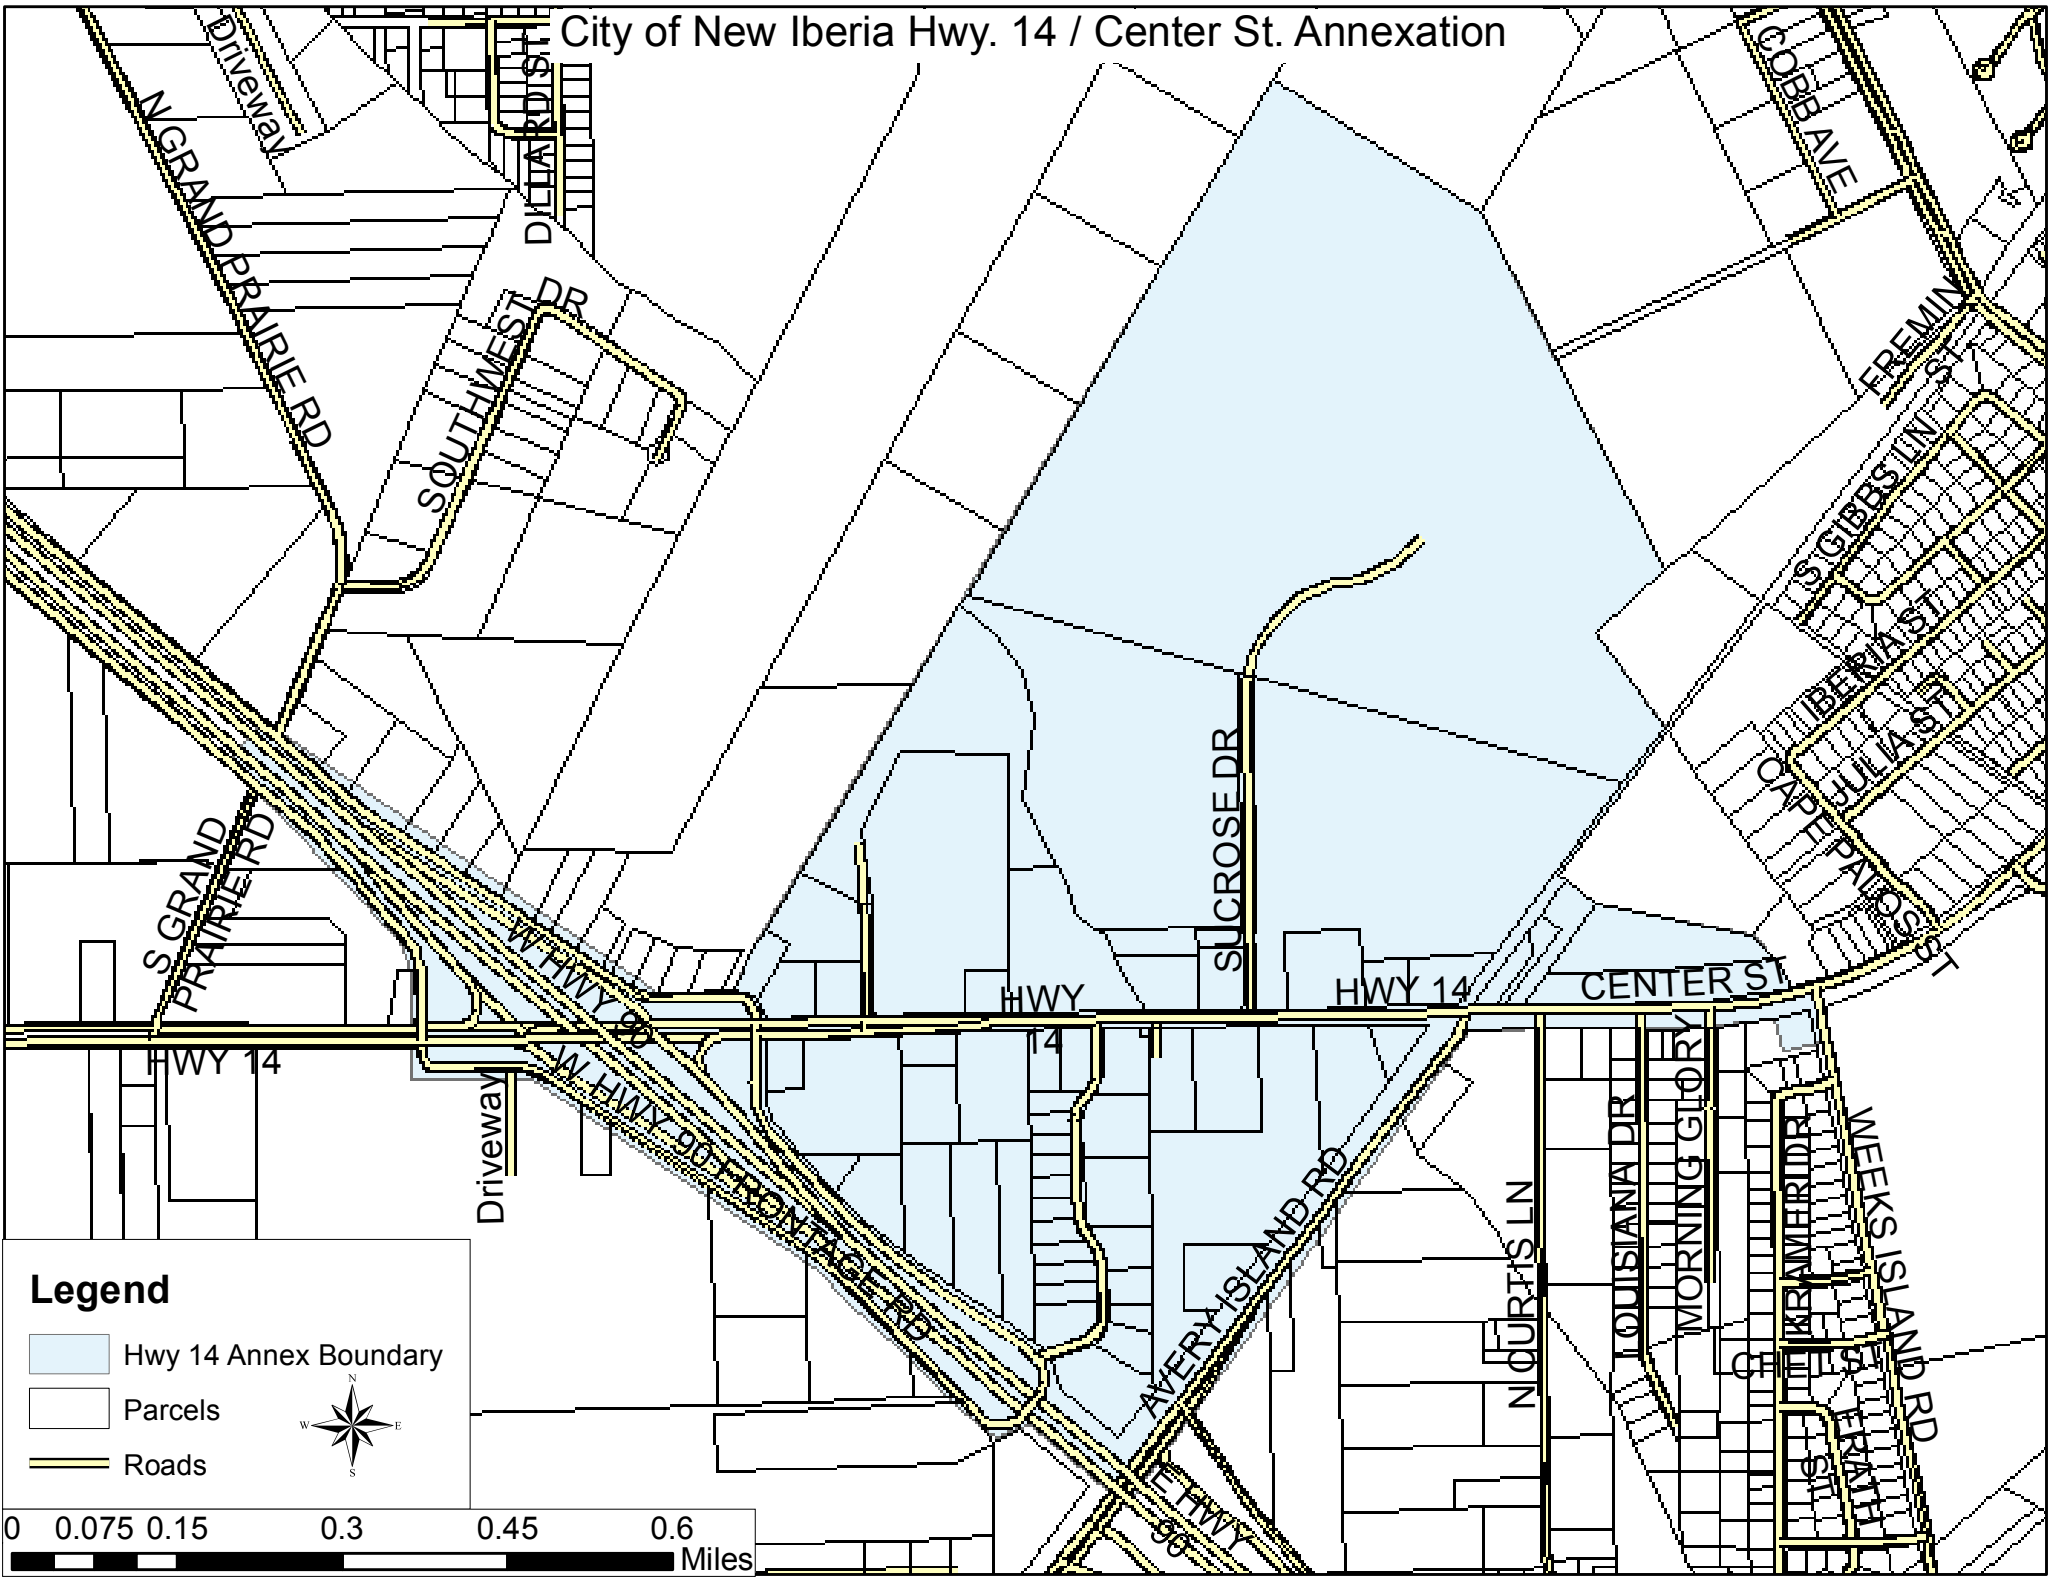 City of New Iberia Hwy. 14 / Center St. Annexation
Driveway
DILLIARD ST
COBB AVE
N GRAND PRAIRIE RD
SOUTHWEST DR
FREMIN
ST
S GIBBS LN
IBERIA ST
JULIA ST
CAPE PALOS ST
SUCROSE DR
S GRAND
PRAIRIE RD
W HWY 90
HWY
14
HWY 14
CENTER ST
HWY 14
W HWY 90 FRONTAGE RD
Driveway
AVERY ISLAND RD
N CURTIS LN
LOUISIANA DR
MORNING GLORY
KRAMER DR
WEEKS ISLAND RD
ERATH
ST
E HWY
90
Legend
Hwy 14 Annex Boundary
Parcels
Roads
N
W E
S
0 0.075 0.15 0.3 0.45 0.6
Miles